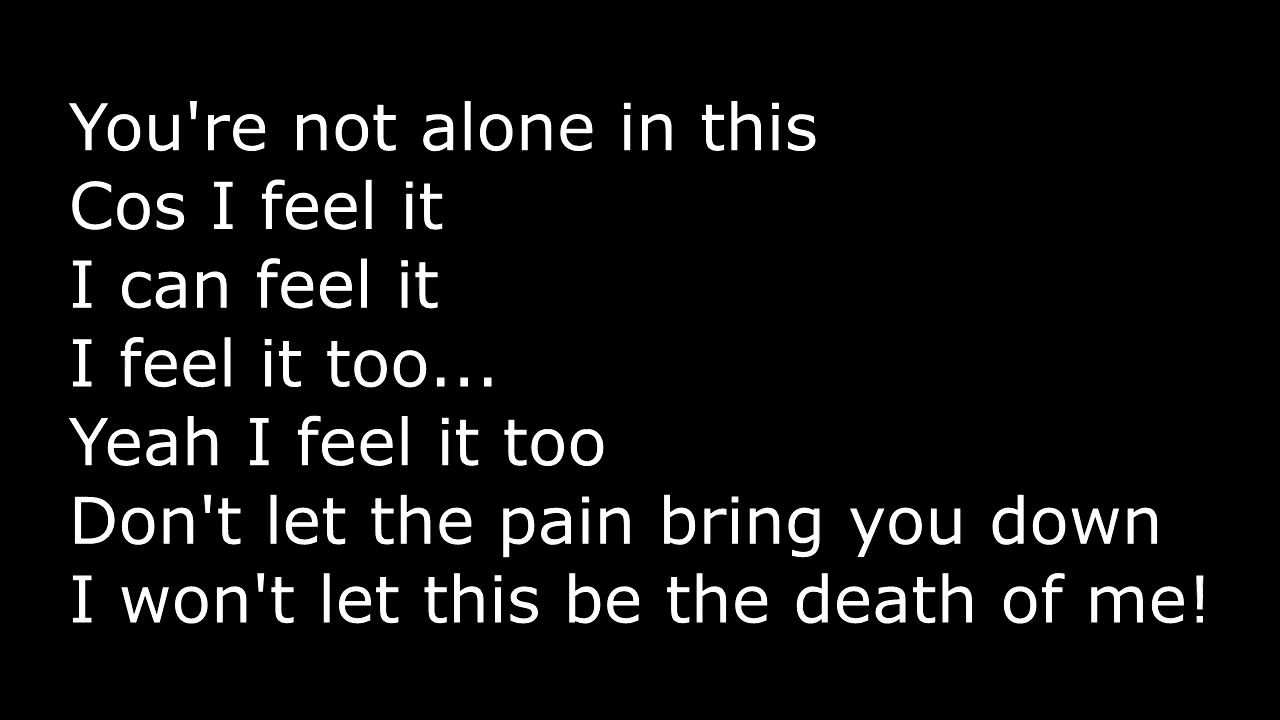 You're not alone in this
Cos I feel it
I can feel it
I feel it too...
Yeah I feel it too
Don't let the pain bring you down
I won't let this be the death of me!